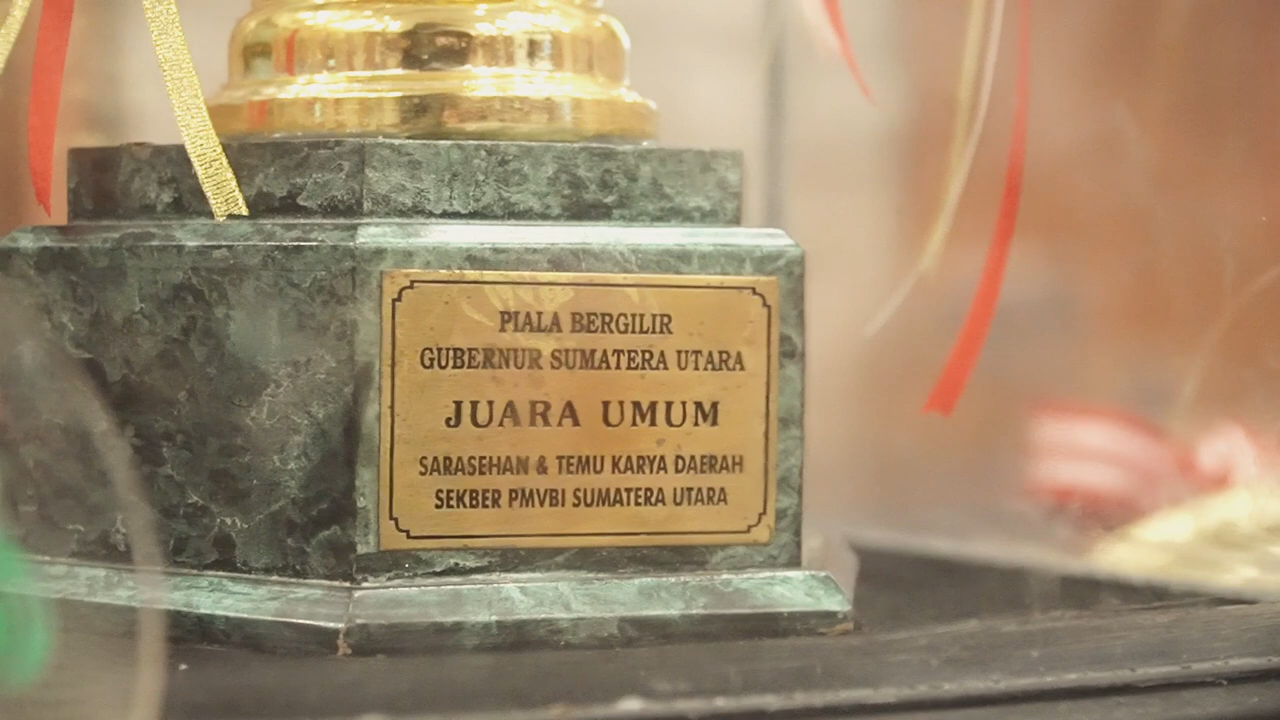 PIALA BERGILIR
GUBERNUR SUMATERA UTARA
JUARA UMUM
SARASEHAN & TEMU KARYA DAERAH
SEKBER PMVBI SUMATERA UTARA